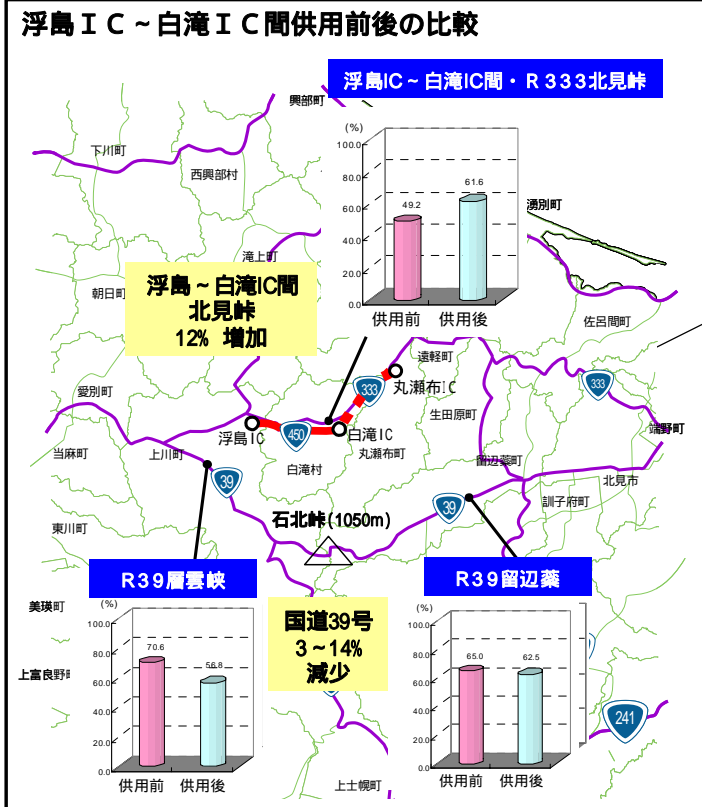 浮島ＩＣ～白滝ＩＣ間供用前後の比較
浮島IC～白滝IC間・Ｒ３３３北見峠
興部町
(%)
100.0
80.0
60.0
40.0
20.0
0.0
49.2
61.6
供用前
供用後
下川町
西興部村
湧別町
滝上町
朝日町
浮島～白滝IC間
北見峠
12% 増加
佐呂間町
遠軽町
丸瀬布IC
333
333
愛別町
生田原町
浮島IC
450
白滝IC
端野町
当麻町
上川町
白滝村
丸瀬布町
留辺蘂町
北見市
39
39
訓子府町
東川町
石北峠(1050m)
R39層雲峡
R39留辺蘂
美瑛町
(%)
100.0
80.0
60.0
40.0
20.0
0.0
70.6
56.8
供用前
供用後
国道39号
3～14%
減少
(%)
100.0
80.0
60.0
40.0
20.0
0.0
65.0
62.5
供用前
供用後
上富良野
241
上士幌町